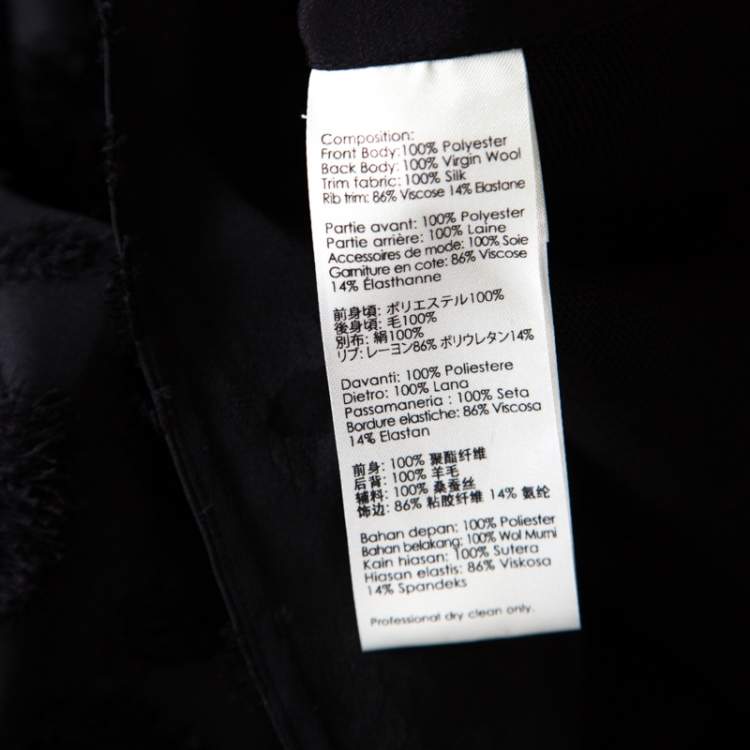 Composition:
Front Body:100% Polyester
Back Body: 100% Virgin Wool
Trim fabric: 100% Silk
Rib trim: 86% Viscose 14% Elastane
Partie avant: 100% Polyester
Partie arrière: 100% Laine
Accessoires de mode: 100% Soie
Garniture en cote: 86% Viscose
14% Élasthanne
前身頃: ポリエステル100%
後身頃: 毛100%
別布: 絹100%
リブ: レーヨン86% ポリウレタン14%
Davanti: 100% Poliestere
Dietro: 100% Lana
Passamaneria : 100% Seta
Bordure elastiche: 86% Viscosa
14% Elastan
前身: 100% 聚酯纤维
后背: 100% 羊毛
辅料: 100% 桑蚕丝
饰边: 86% 粘胶纤维 14% 氨纶
Bahan depan: 100% Poliester
Bahan belakang: 100% Wol Murni
Kain hiasan: 100% Sutera
Hiasan elastis: 86% Viskosa
14% Spandeks
Professional dry clean only.